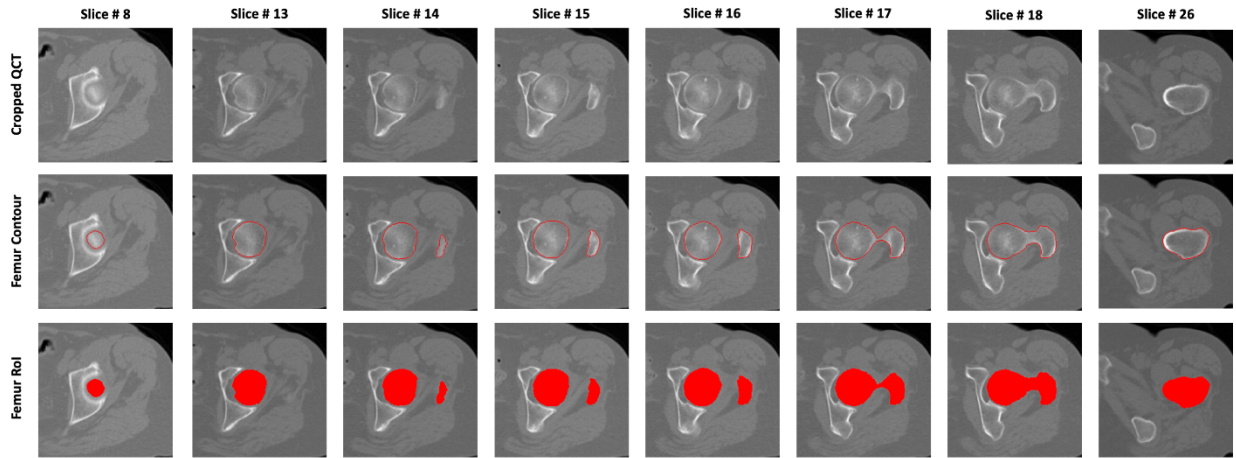 Slice # 8 Slice # 13 Slice # 14 Slice # 15 Slice # 16 Slice # 17 Slice # 18 Slice # 26
Cropped QCT
Femur Contour
Femur RoI